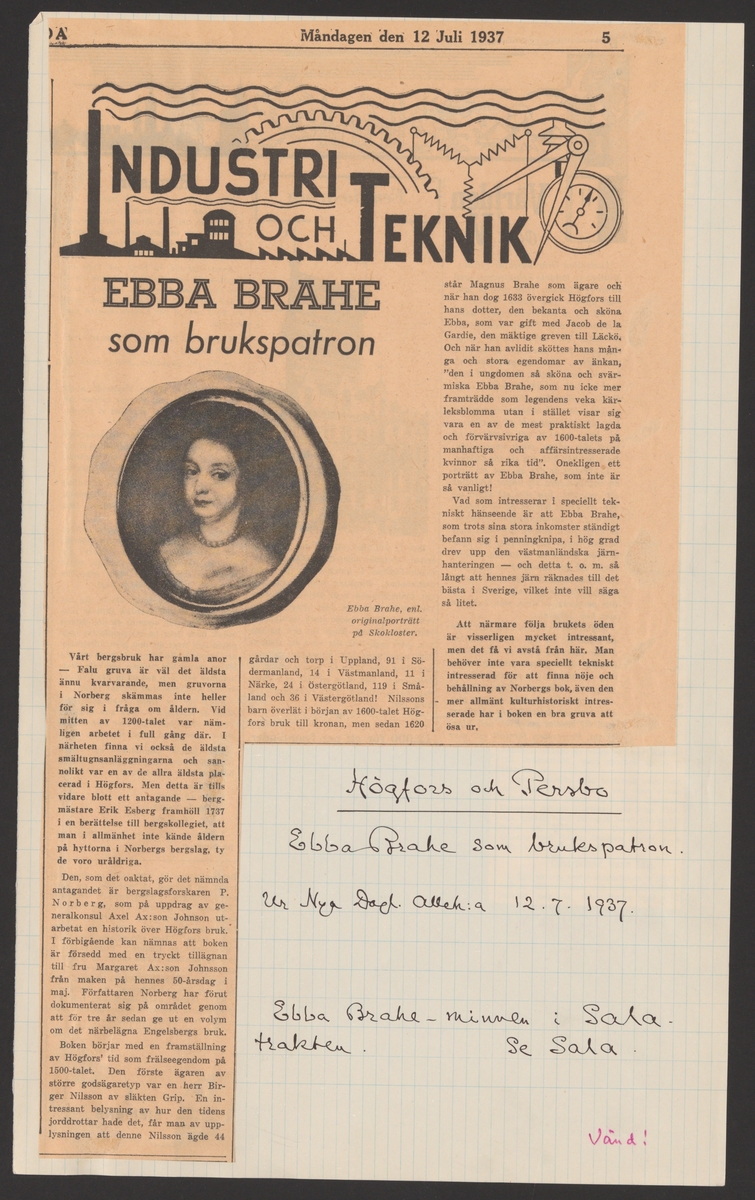 DA
Måndagen den 12 Juli 1937
5
INDUSTRI
OCH
TEKNIK
EBBA BRAHE
som brukspatron
Ebba Brahe, enl.
originalporträtt
på Skokloster.
Vårt bergsbruk har gamla anor
— Falu gruva är väl det äldsta
ännu kvarvarande, men gruvorna
i Norberg skämmas inte heller
för sig i fråga om åldern. Vid
mitten av 1200-talet var näm-
ligen arbetet i full gång där. I
närheten finna vi också de äldsta
smältugnsanläggningarna och san-
nolikt var en av de allra äldsta pla-
cerad i Högfors. Men detta är tills
vidare blott ett antagande — berg-
mästare Erik Esberg framhöll 1737
i en berättelse till bergskollegiet, att
man i allmänhet inte kände åldern
på hyttorna i Norbergs bergslag, ty
de voro uråldriga.
Den, som det oaktat, gör det nämnda
antagandet är bergslagsforskaren P.
Norberg, som på uppdrag av ge-
neralkonsul Axel Ax:son Johnson ut-
arbetat en historik över Högfors bruk.
I förbigående kan nämnas att boken
är försedd med en tryckt tillägnan
till fru Margaret Ax:son Johnsson
från maken på hennes 50-årsdag i
maj. Författaren Norberg har förut
dokumenterat sig på området genom
att för tre år sedan ge ut en volym
om det närbelägna Engelsbergs bruk.
Boken börjar med en framställning
av Högfors' tid som frälseegendom på
1500-talet. Den förste ägaren av
större godsägaretyp var en herr Bir-
ger Nilsson av släkten Grip. En in-
tressant belysning av hur den tidens
jorddrottar hade det, får man av upp-
lysningen att denne Nilsson ägde 44
gårdar och torp i Uppland, 91 i Sö-
dermanland, 14 i Västmanland, 11 i
Närke, 24 i Östergötland, 119 i Små-
land och 36 i Västergötland! Nilssons
barn överlät i början av 1600-talet Hög-
fors bruk till kronan, men sedan 1620
står Magnus Brahe som ägare och
när han dog 1633 övergick Högfors till
hans dotter, den bekanta och sköna
Ebba, som var gift med Jacob de la
Gardie, den mäktige greven till Läckö.
Och när han avlidit sköttes hans mån-
ga och stora egendomar av änkan,
"den i ungdomen så sköna och svär-
miska Ebba Brahe, som nu icke mer
framträdde som legendens veka kär-
leksblomma utan i stället visar sig
vara en av de mest praktiskt lagda
och förvärvsivriga av 1600-talets på
manhaftiga och affärsintresserade
kvinnor så rika tid". Onekligen ett
porträtt av Ebba Brahe, som inte är
så vanligt!
Vad som intresserar i speciellt tek-
niskt hänseende är att Ebba Brahe,
som trots sina stora inkomster ständigt
befann sig i penningknipa, i hög grad
drev upp den västmanländska järn-
hanteringen — och detta t. o. m. så
långt att hennes järn räknades till det
bästa i Sverige, vilket inte vill säga
så litet.
Att närmare följa brukets öden
är visserligen mycket intressant,
men det få vi avstå från här. Man
behöver inte vara speciellt tekniskt
intresserad för att finna nöje och
behållning av Norbergs bok, även den
mer allmänt kulturhistoriskt intres-
serade har i boken en bra gruva att
ösa ur.
Högfors och Persbo
Ebba Brahe som brukspatron.
Ur Nya Dagl. Alleh:a 12.7.1937.
Ebba Brahe-minnen i Sala-
trakten. Se Sala.
Vänd!